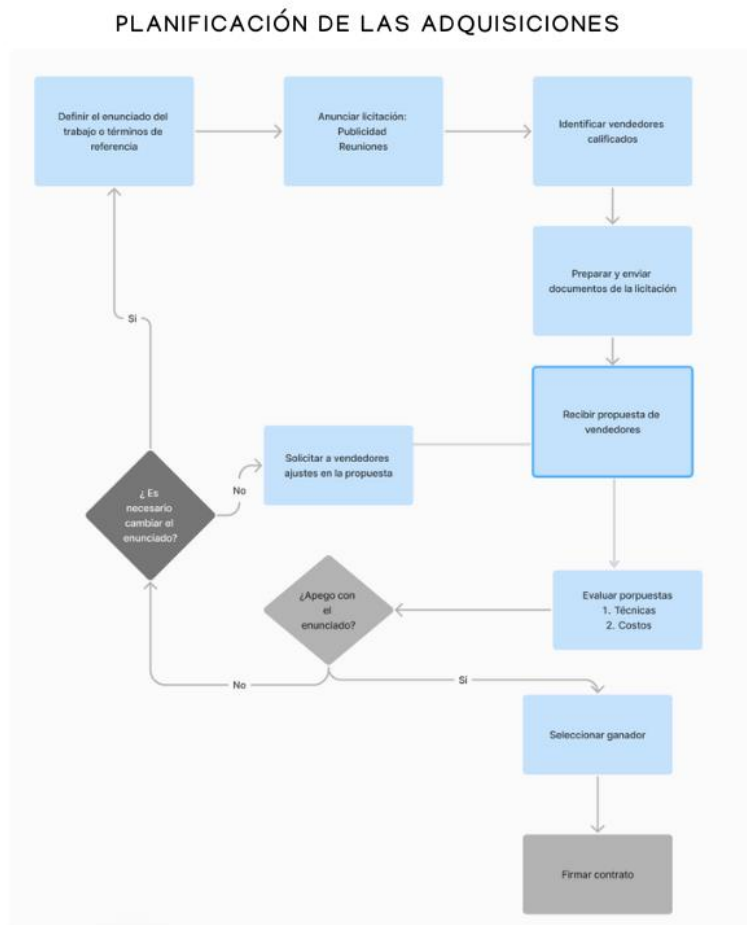 PLANIFICACIÓN DE LAS ADQUISICIONES
Definir el enunciado del
trabajo o términos de
referencia
Anunciar licitación:
Publicidad
Reuniones
Identificar vendedores
calificados
Preparar y enviar
documentos de la licitación
Recibir propuesta de
vendedores
Si
Solicitar a vendedores
ajustes en la propuesta
No
¿ Es
necesario
cambiar el
enunciado?
¿Apego con
el
enunciado?
Evaluar porpuestas
1. Técnicas
2. Costos
No
Si
Seleccionar ganador
Firmar contrato